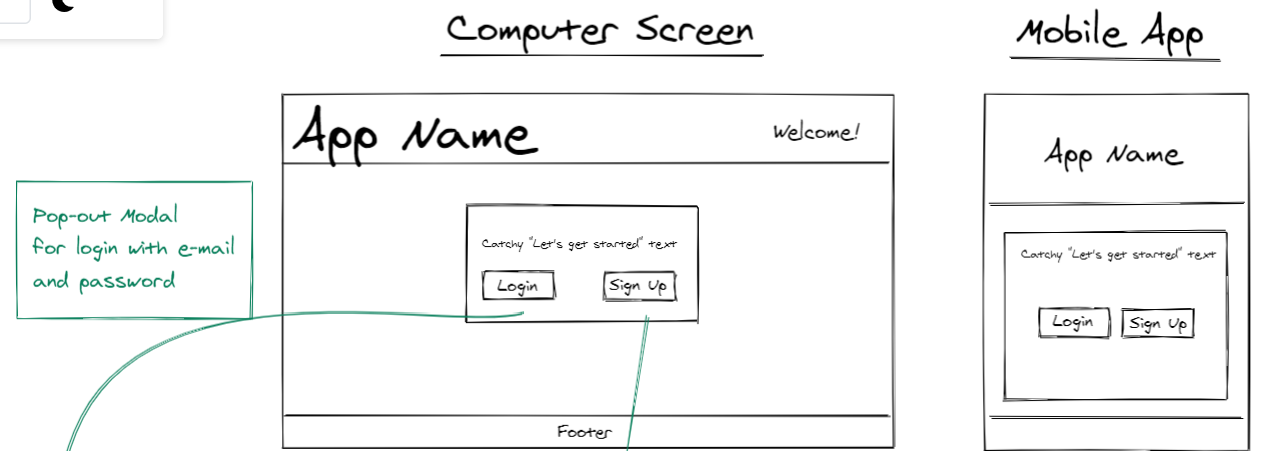 Computer Screen
Mobile App
App Name
Welcome!
App Name
Pop-out Modal
for login with e-mail
and password
Catchy "Let's get started" text
Login
Sign Up
Catchy "Let's get started" text
Login
Sign Up
Footer